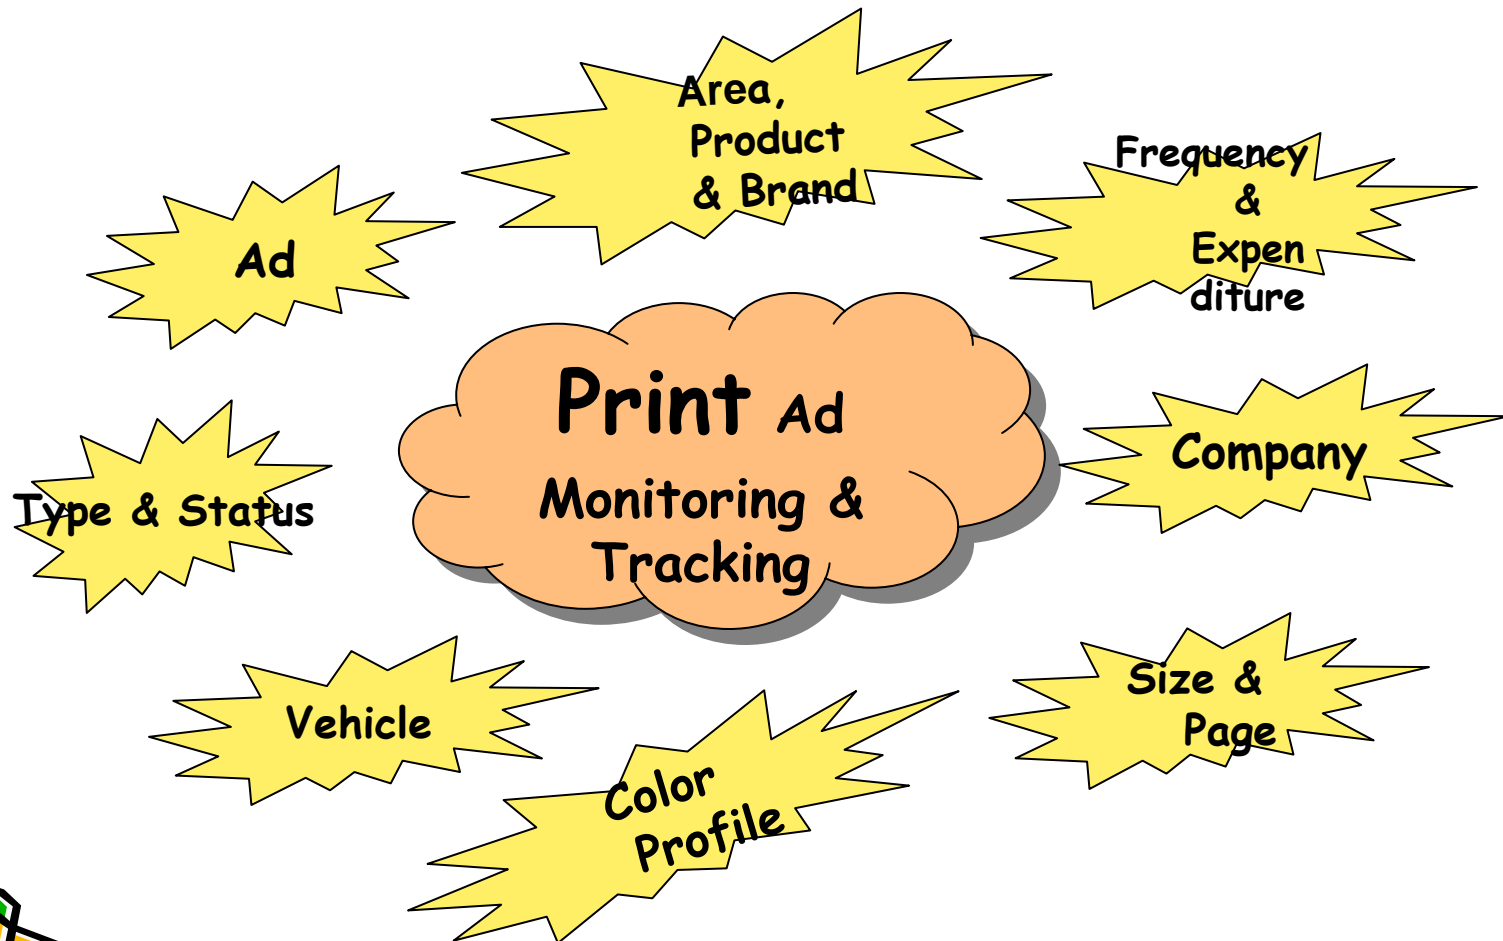 Area,
Product
& Brand
Frequency
&
Expen
diture
Ad
Print Ad
Monitoring &
Tracking
Company
Type & Status
Size &
Page
Vehicle
Color
Profile